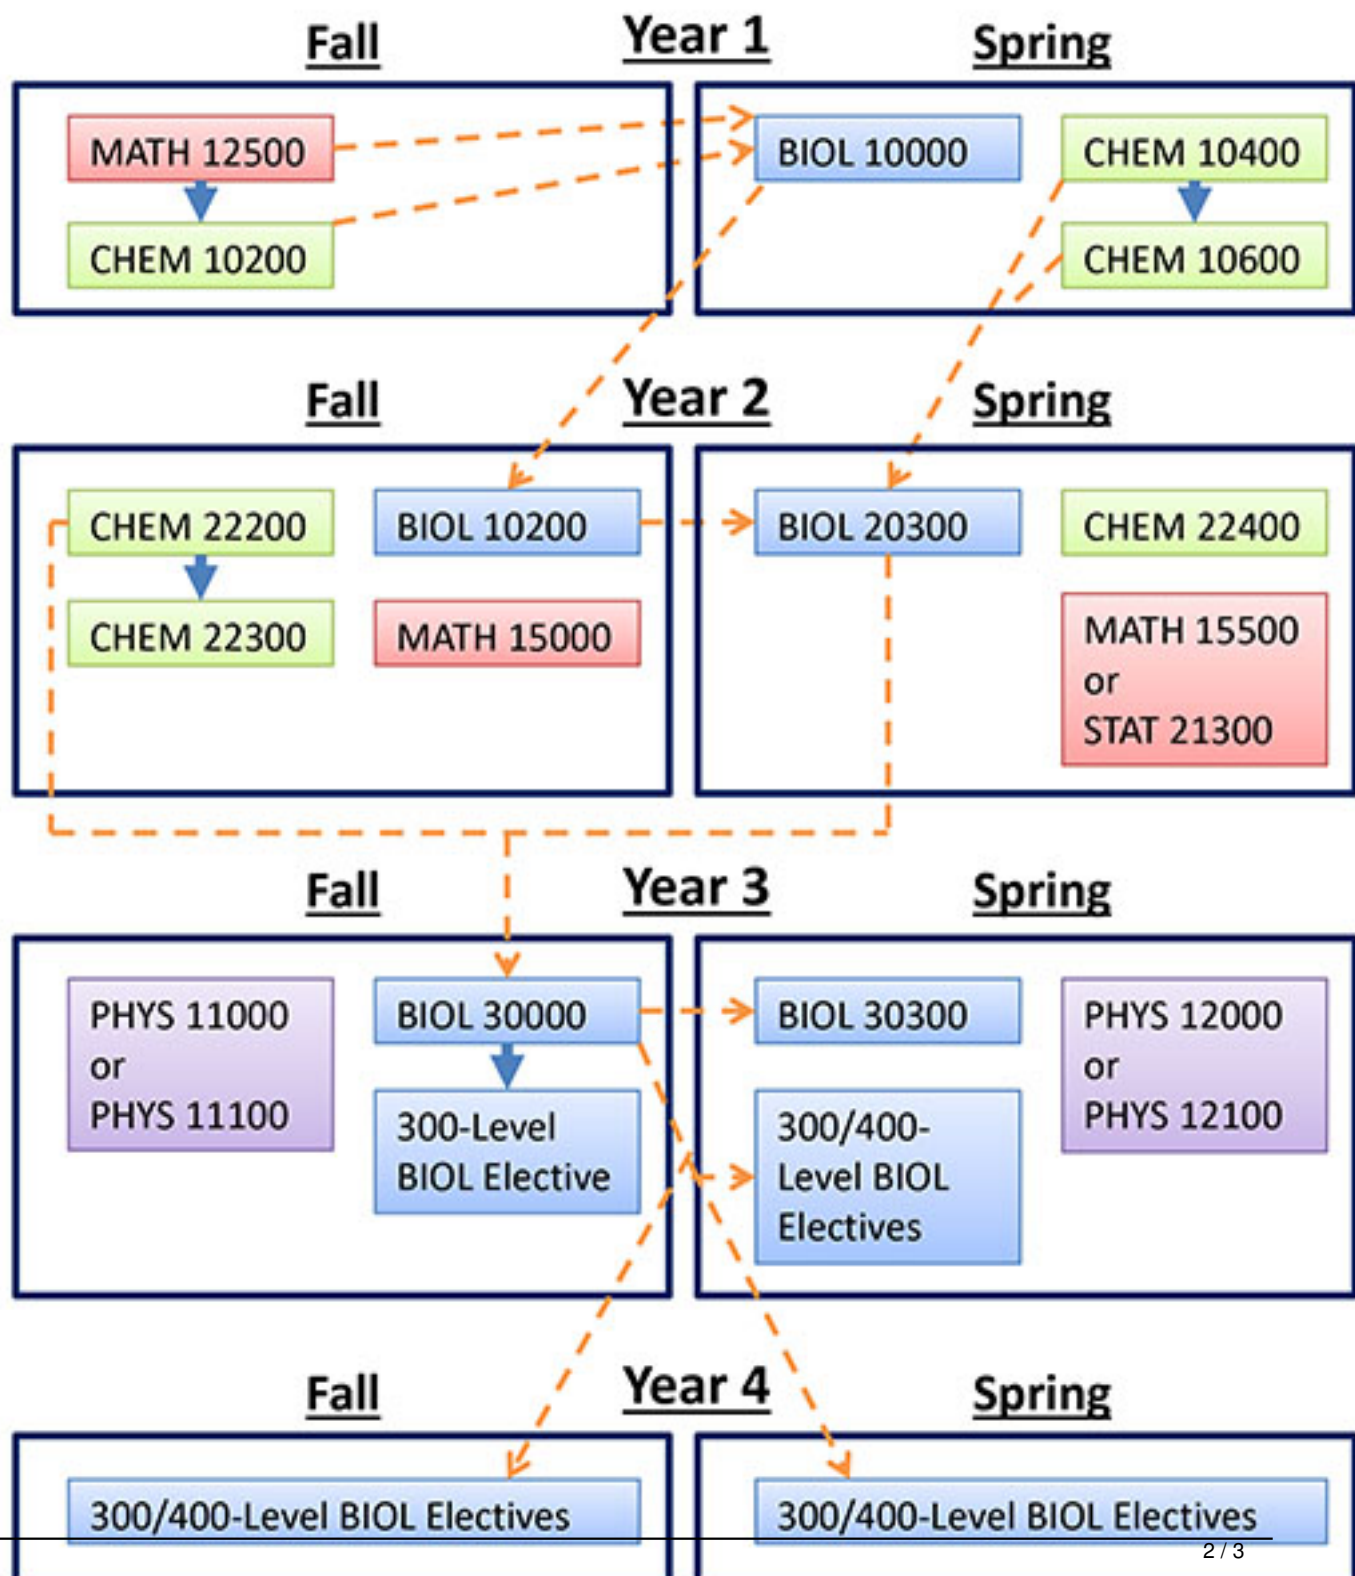 Fall
Year 1
Spring
MATH 12500
CHEM 10200
BIOL 10000
CHEM 10400
CHEM 10600
Fall
Year 2
Spring
CHEM 22200
BIOL 10200
CHEM 22300
MATH 15000
BIOL 20300
CHEM 22400
MATH 15500
or
STAT 21300
Fall
Year 3
Spring
PHYS 11000
or
PHYS 11100
BIOL 30000
300-Level
BIOL Elective
BIOL 30300
300/400-
Level BIOL
Electives
PHYS 12000
or
PHYS 12100
Fall
Year 4
Spring
300/400-Level BIOL Electives
300/400-Level BIOL Electives
2 / 3